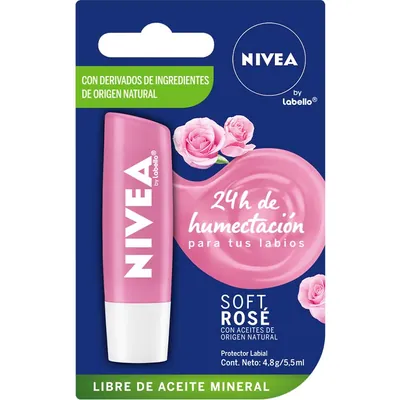 CON DERIVADOS DE INGREDIENTES
DE ORIGEN NATURAL
NIVEA
by
Labello®
NIVEA
by Labello®
24h de
humectación
para tus labios
SOFT
ROSÉ
CON ACEITES DE
ORIGEN NATURAL
Protector Labial
Cont. Neto: 4,8g/5,5ml
LIBRE DE ACEITE MINERAL